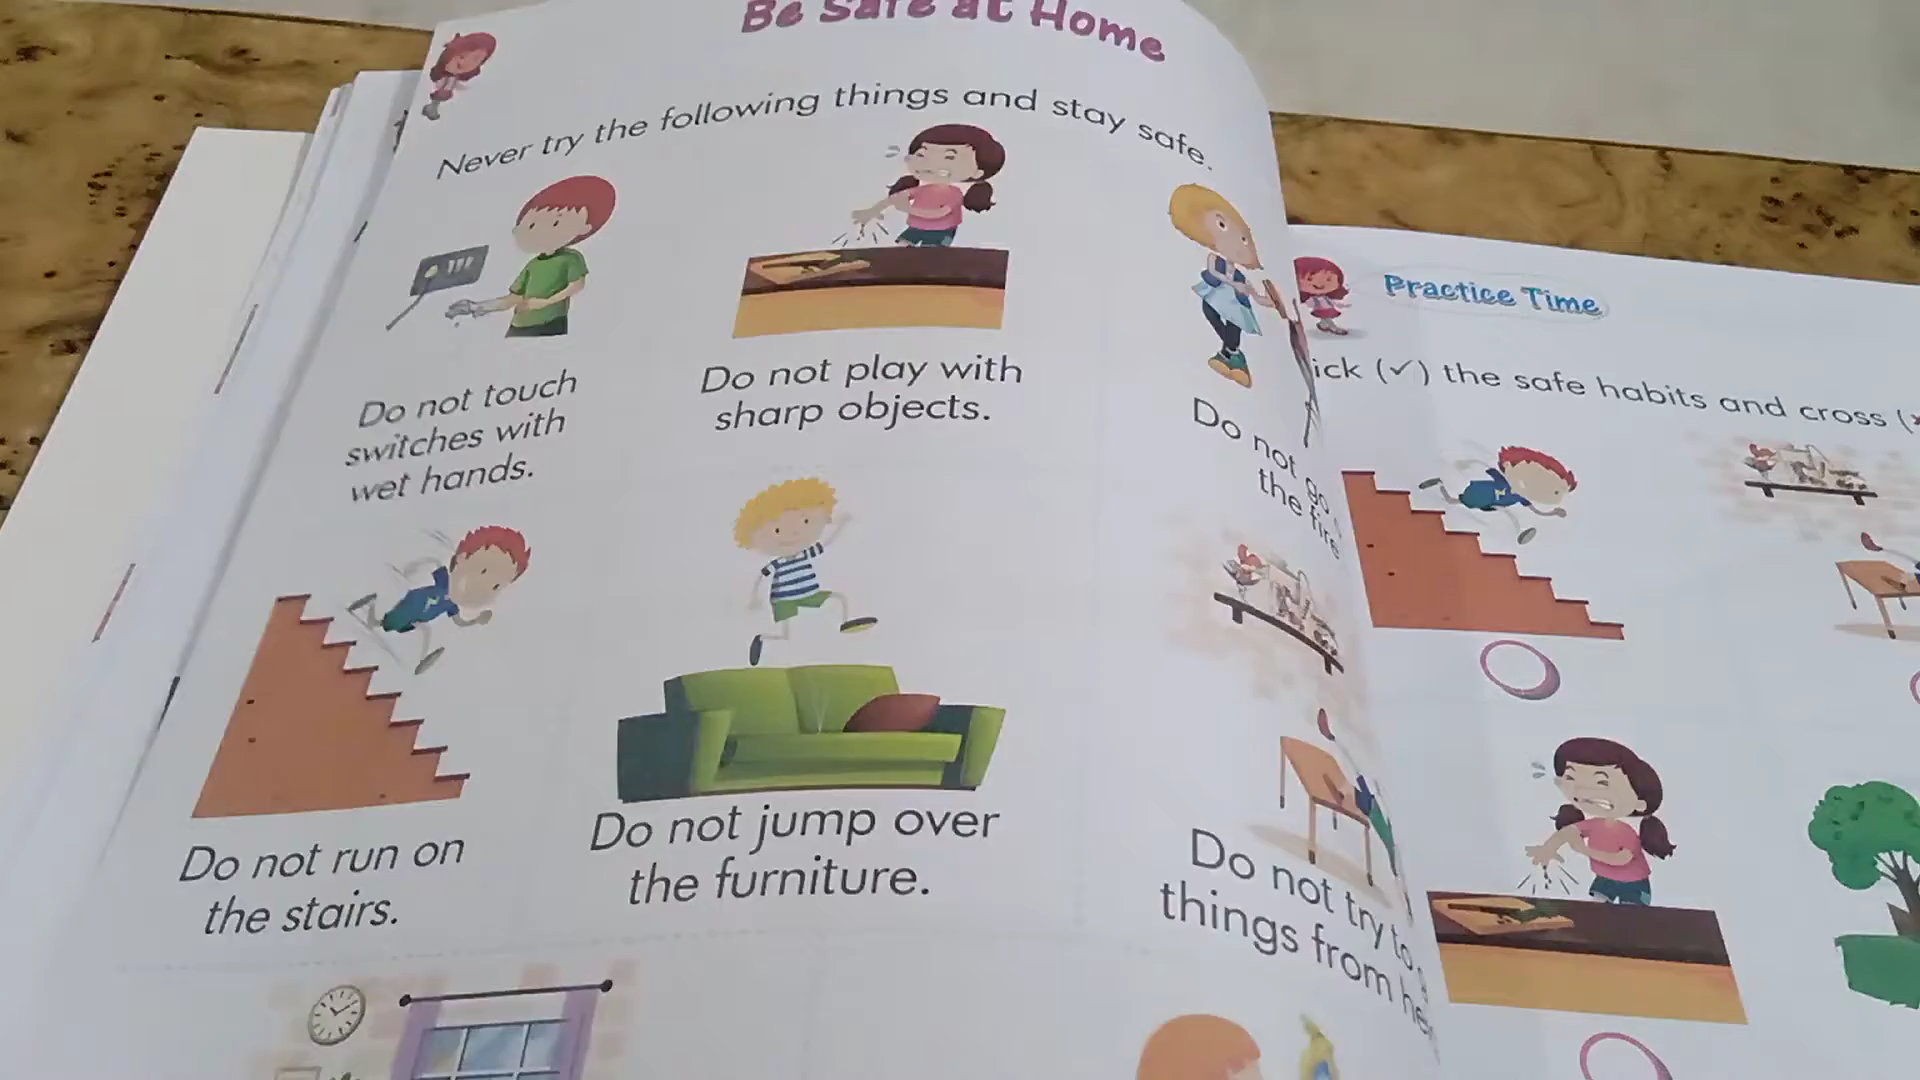 Be Safe at Home
Never try the following things and stay safe.
Do not touch
switches with
wet hands.
Do not play with
sharp objects.
Do not go
the fire
Do not run on
the stairs.
Do not jump over
the furniture.
Do not try to
things from
Practice Time
ick (✓) the safe habits and cross (